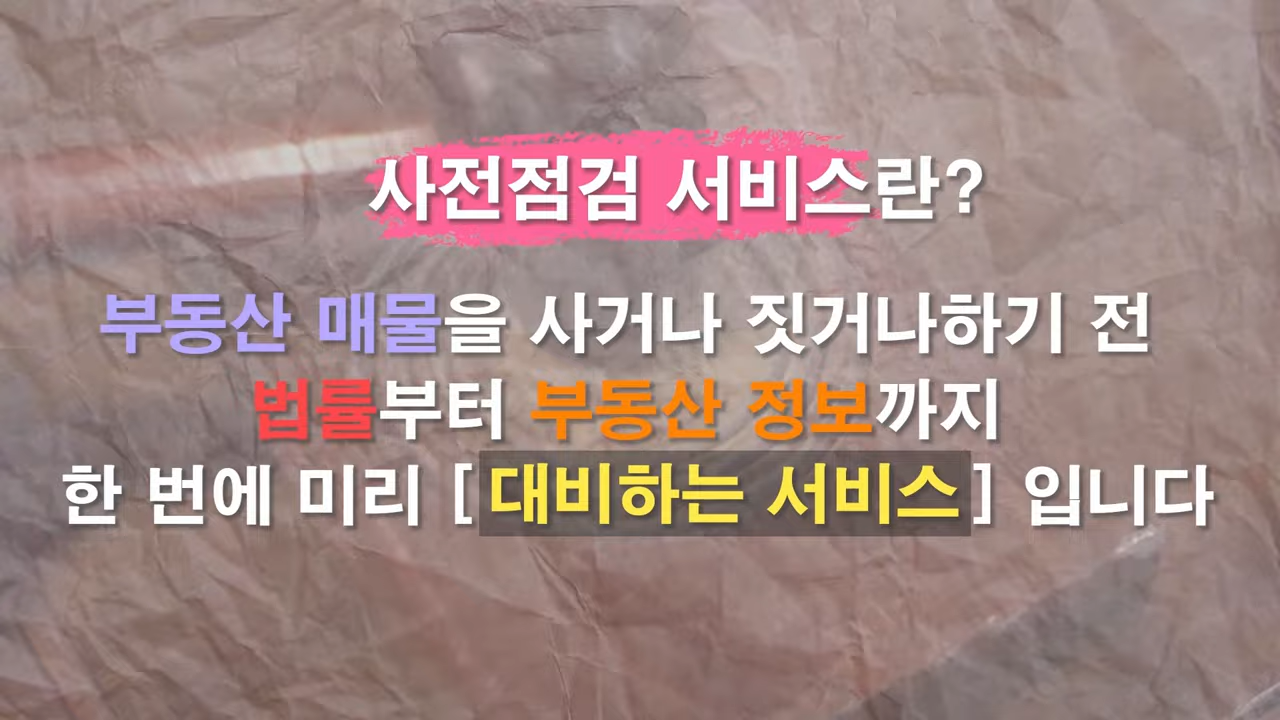 사전점검 서비스란?
부동산 매물을 사거나 짓거나하기 전
법률부터 부동산 정보까지
한 번에 미리 [대비하는 서비스] 입니다